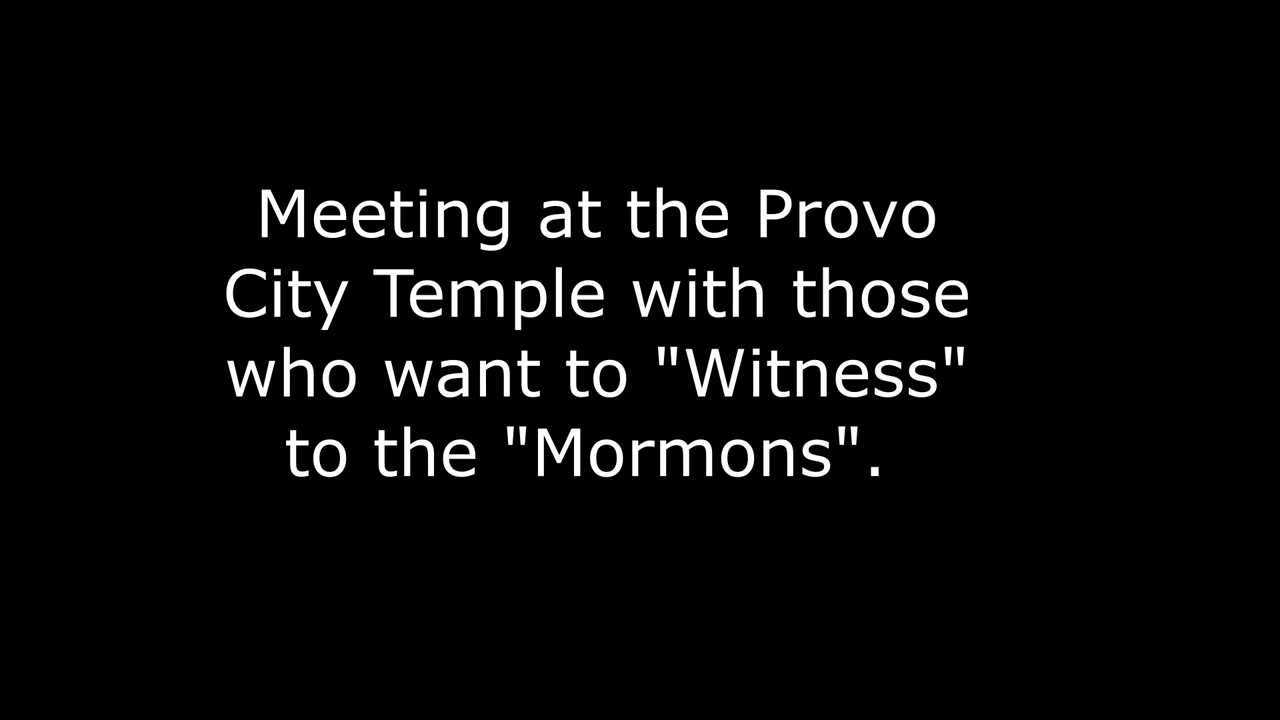 Meeting at the Provo
City Temple with those
who want to "Witness"
to the "Mormons".